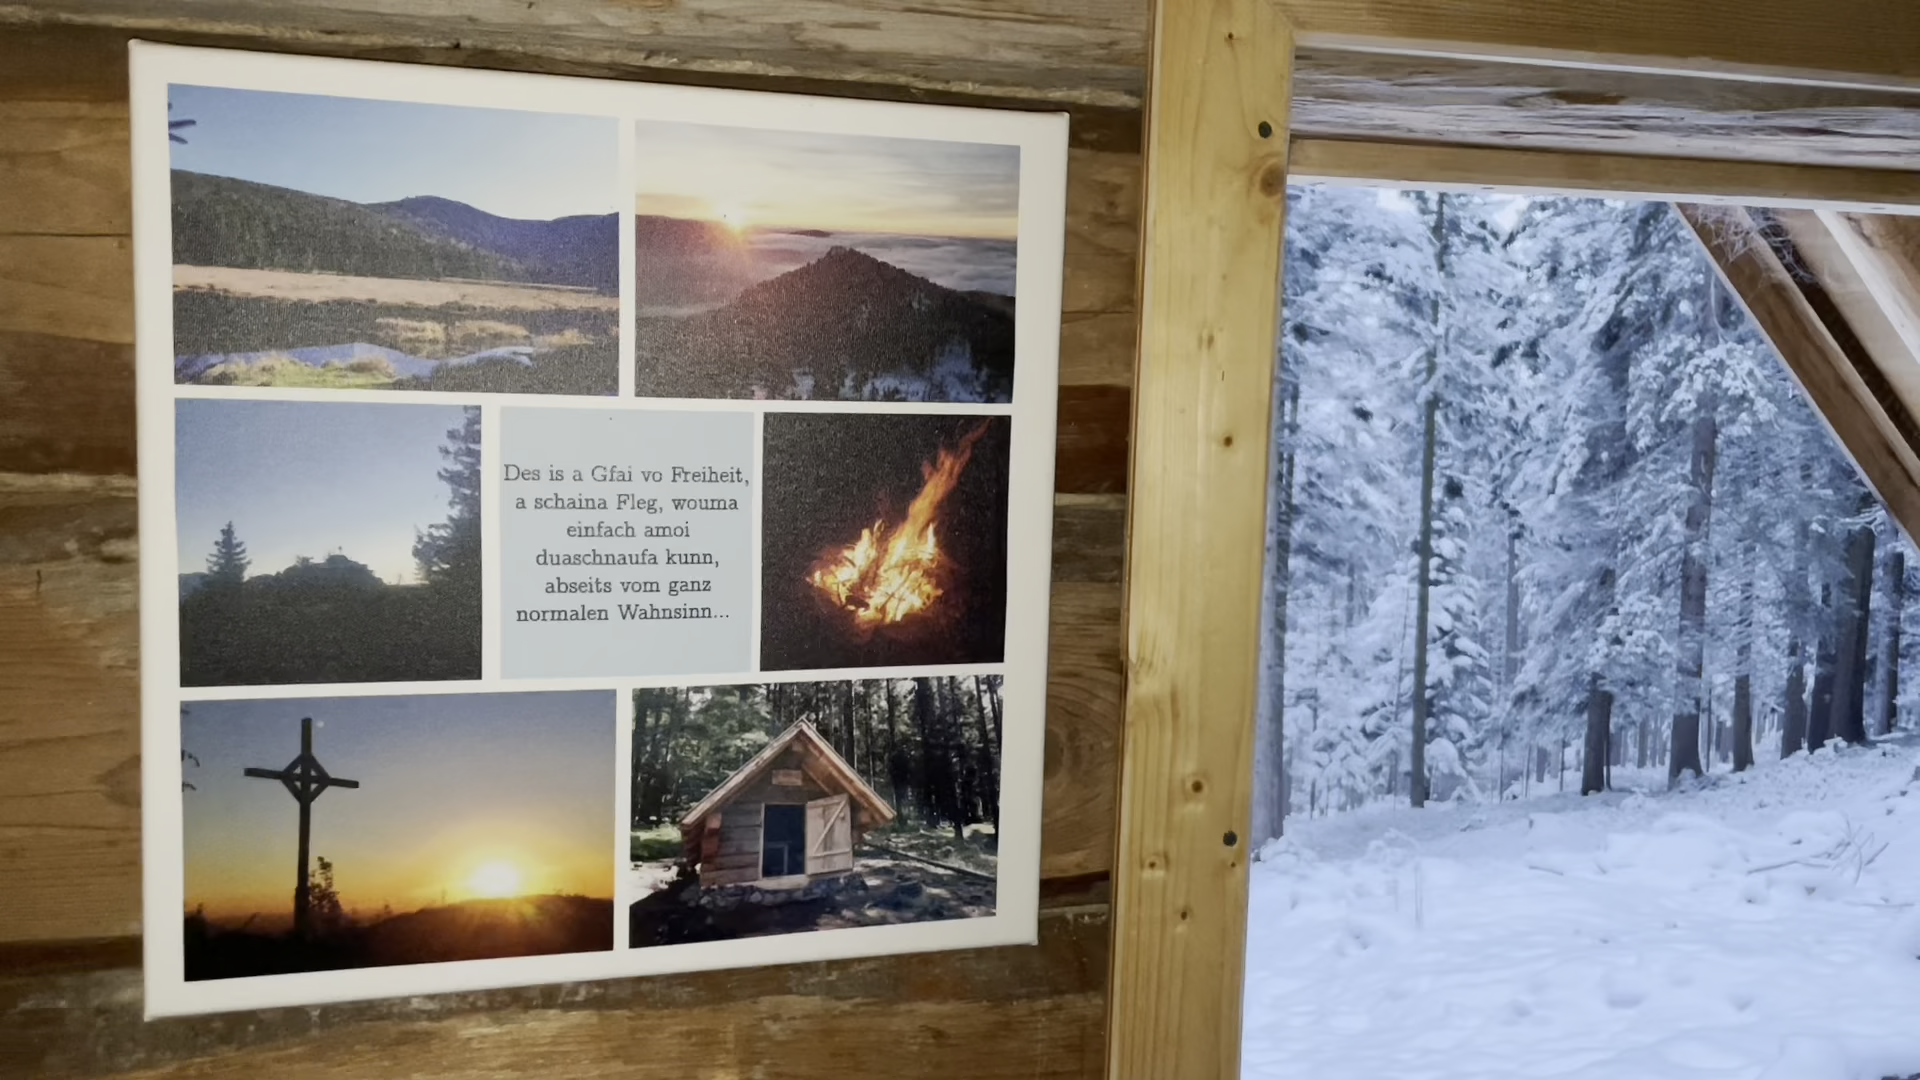 Des is a Gfai vo Freiheit,
a schaina Fleg, wouma
einfach amoi
duaschnaufa kunn,
abseits vom ganz
normalen Wahnsinn...